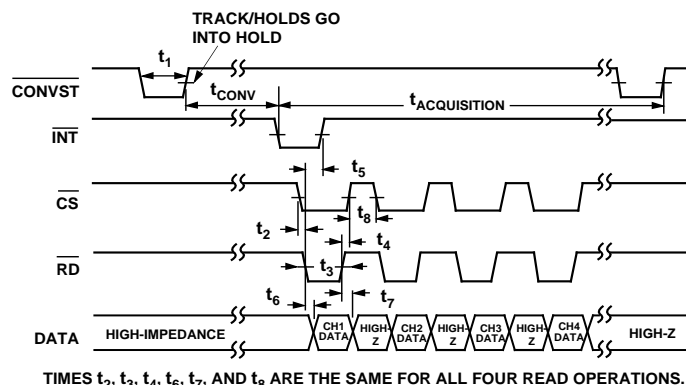 TRACK/HOLDS GO
INTO HOLD
t1
CONVST
tCONV
tACQUISITION
INT
t5
CS
t2
t8
t4
RD
t3
t6
t7
DATA
HIGH-IMPEDANCE
CH1
DATA
HIGH-
Z
CH2
DATA
HIGH-
Z
CH3
DATA
HIGH-
Z
CH4
DATA
HIGH-Z
TIMES t2, t3, t4, t6, t7, AND t8 ARE THE SAME FOR ALL FOUR READ OPERATIONS.